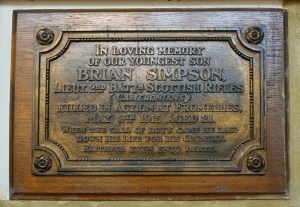 IN LOVING MEMORY
OF OUR YOUNGEST SON
BRIAN SIMPSON,
LIEUT. 2ND BATTN SCOTTISH RIFLES
(CAMERONIANS)
KILLED IN ACTION AT FROMELLES,
MAY 9TH 1915. AGED 21.
WHEN THE CALL OF DUTY CAME HE LAID
DOWN HIS LIFE FOR HIS COUNTRY.
FAITHFUL EVEN UNTO DEATH.